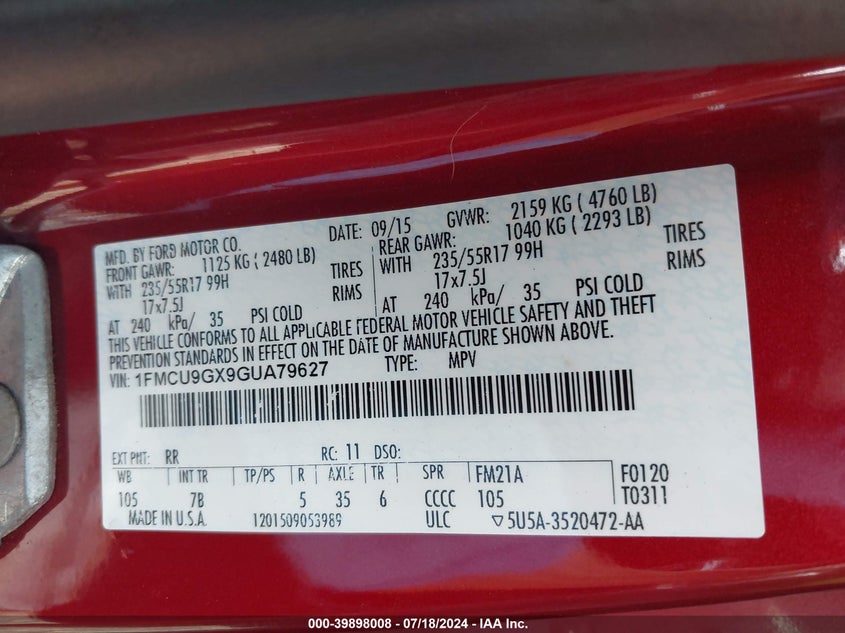 MFD. BY FORD MOTOR CO.
DATE: 09/15 GVWR: 2159 KG ( 4760 LB)
FRONT GAWR: 1125 KG ( 2480 LB) REAR GAWR: 1040 KG ( 2293 LB)
WITH 235/55R17 99H TIRES WITH 235/55R17 99H TIRES
17x7.5J RIMS 17x7.5J RIMS
AT 240 kPa/ 35 PSI COLD AT 240 kPa/ 35 PSI COLD
THIS VEHICLE CONFORMS TO ALL APPLICABLE FEDERAL MOTOR VEHICLE SAFETY AND THEFT
PREVENTION STANDARDS IN EFFECT ON THE DATE OF MANUFACTURE SHOWN ABOVE.
VIN: 1FMCU9GX9GUA79627 TYPE: MPV
EXT PNT: RR RC: 11 DSO:
WB INT TR TP/PS R AXLE TR SPR FM21A F0120
105 7B 5 35 6 CCCC 105 T0311
MADE IN U.S.A. 1201509053989 ULC ▽5U5A-3520472-AA
000-39898008 - 07/18/2024 - IAA Inc.